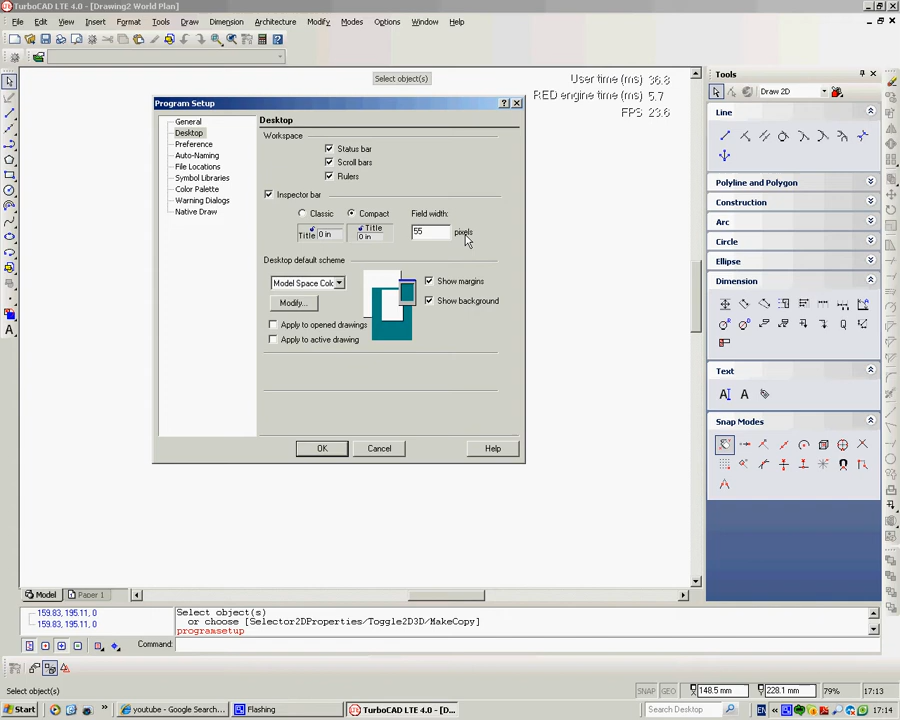 TurboCAD LTE 4.0 - [Drawing2 World Plan]
File Edit View Insert Format Tools Draw Dimension Architecture Modify Modes Options Window Help
Select object(s)
User time (ms) 36.8
RED engine time (ms) 5.7
FPS 23.6
Tools
Draw 2D
Line
Polyline and Polygon
Construction
Arc
Circle
Ellipse
Dimension
Text
Snap Modes
Program Setup
General
Desktop
Preference
Auto-Naming
File Locations
Symbol Libraries
Color Palette
Warning Dialogs
Native Draw
Desktop
Workspace
Status bar
Scroll bars
Rulers
Inspector bar
Classic Compact Field width:
Title 0 in Title 0 in 55 pixels
Desktop default scheme
Model Space Colo
Modify...
Show margins
Show background
Apply to opened drawings
Apply to active drawing
OK Cancel Help
Model Paper 1
159.83, 195.11, 0
159.83, 195.11, 0
Select object(s)
or choose [Selector2DProperties/Toggle2D3D/MakeCopy]
programsetup
Command:
Select object(s)
SNAP GEO X 148.5 mm Y 228.1 mm 79% 17:13
Start youtube - Google Search... Flashing TurboCAD LTE 4.0 - [D... Search Desktop EN 17:14